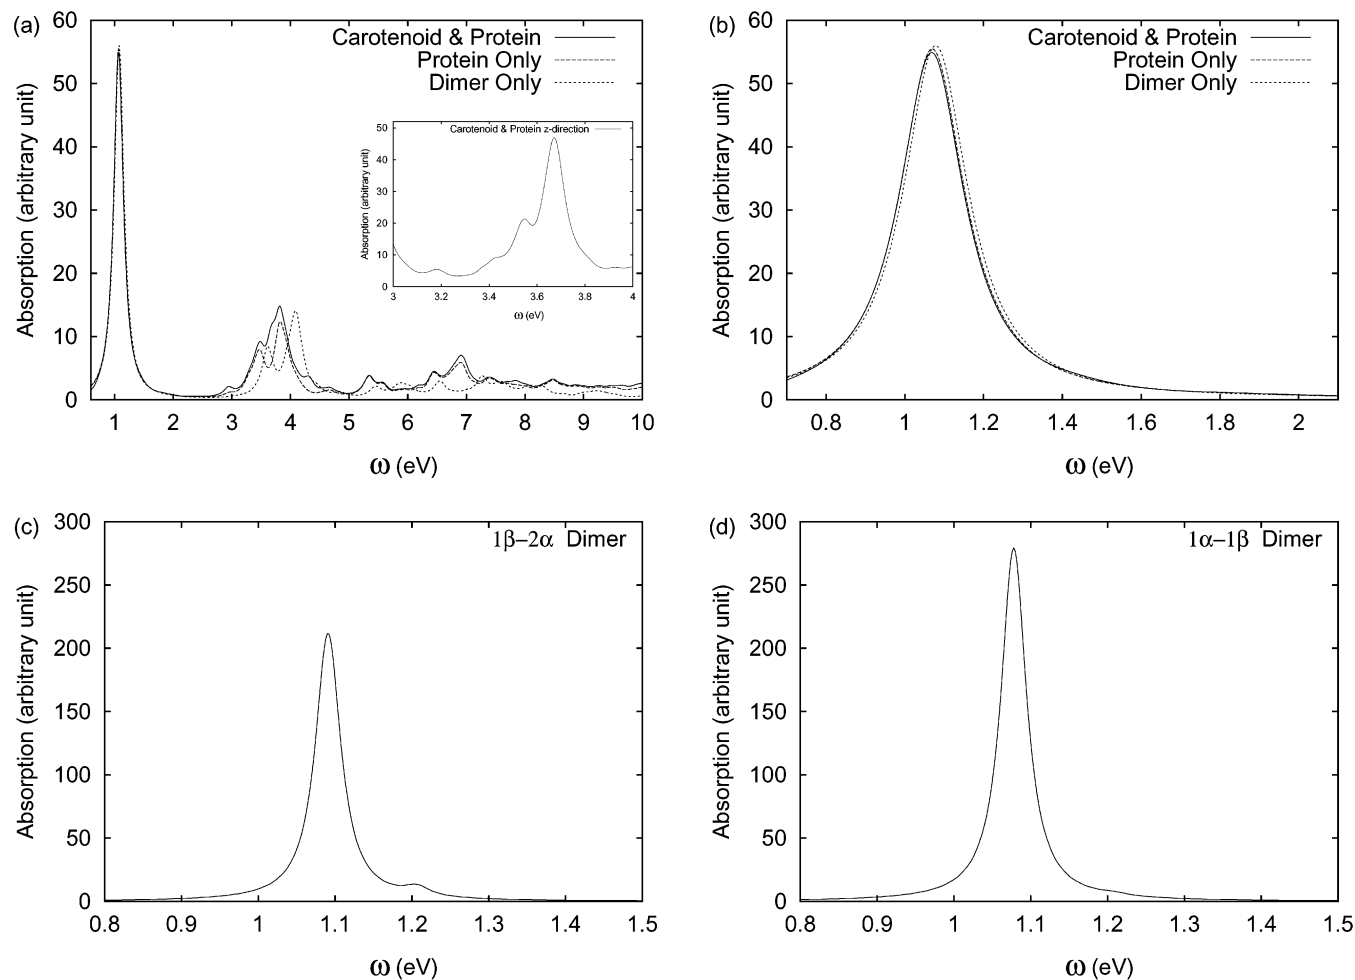 (a)
60
50
40
30
20
10
0
Absorption (arbitrary unit)
Carotenoid & Protein
Protein Only
Dimer Only
50
40
30
20
10
0
Absorption (arbitrary unit)
Carotenoid & Protein z-direction
3 3.2 3.4 3.6 3.8 4
ω (eV)
1 2 3 4 5 6 7 8 9 10
ω (eV)
(b)
60
50
40
30
20
10
0
Absorption (arbitrary unit)
Carotenoid & Protein
Protein Only
Dimer Only
0.8 1 1.2 1.4 1.6 1.8 2
ω (eV)
(c)
300
250
200
150
100
50
0
Absorption (arbitrary unit)
1β–2α Dimer
0.8 0.9 1 1.1 1.2 1.3 1.4 1.5
ω (eV)
(d)
300
250
200
150
100
50
0
Absorption (arbitrary unit)
1α–1β Dimer
0.8 0.9 1 1.1 1.2 1.3 1.4 1.5
ω (eV)